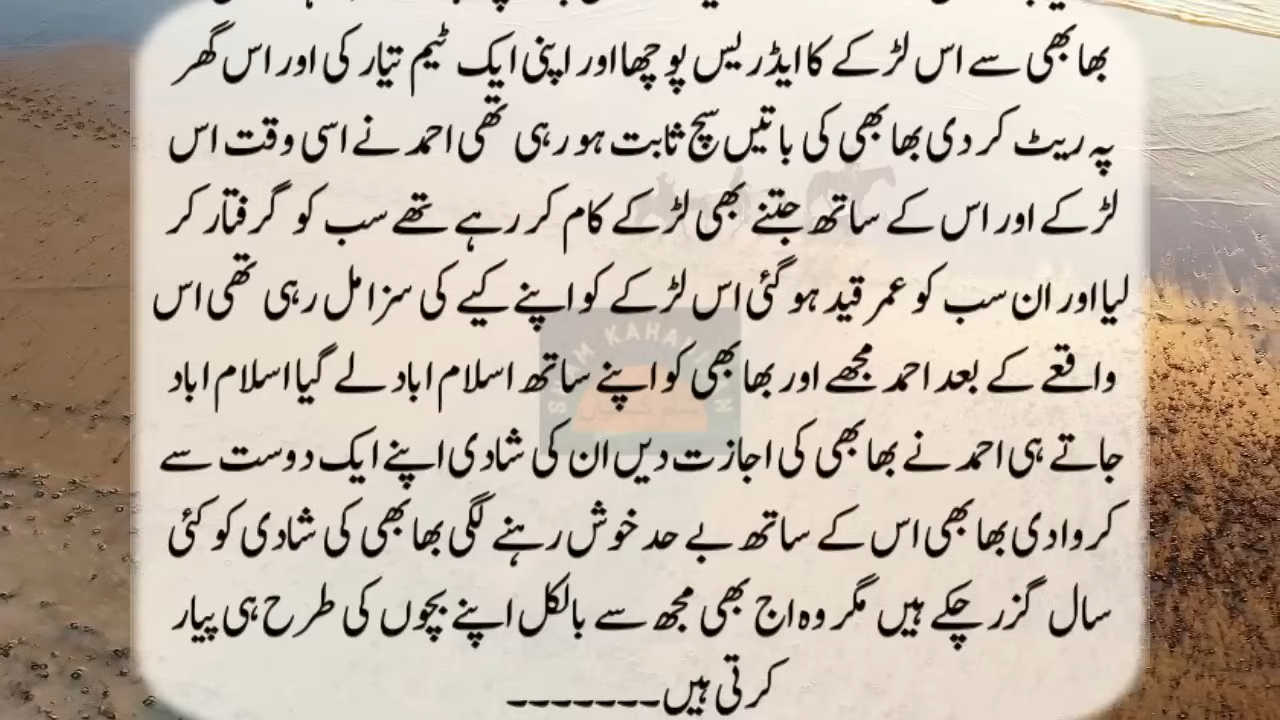 بھابھی سے اس لڑکے کا ایڈریس پوچھا اور اپنی ایک ٹیم تیار کی اور اس گھر
پہ ریٹ کر دی بھابھی کی باتیں سچ ثابت ہو رہی تھی احمد نے اسی وقت اس
لڑکے اور اس کے ساتھ جتنے بھی لڑکے کام کر رہے تھے سب کو گرفتار کر
لیا اور ان سب کو عمر قید ہو گئی اس لڑکے کو اپنے کیے کی سزا مل رہی تھی اس
واقعے کے بعد احمد مجھے اور بھابھی کو اپنے ساتھ اسلام اباد لے گیا اسلام اباد
جاتے ہی احمد نے بھابھی کی اجازت دیں ان کی شادی اپنے ایک دوست سے
کروا دی بھابھی اس کے ساتھ بے حد خوش رہنے لگی بھابھی کی شادی کو کئی
سال گزر چکے ہیں مگر وہ اج بھی مجھ سے بالکل اپنے بچوں کی طرح ہی پیار
کرتی ہیں۔۔۔۔۔۔۔